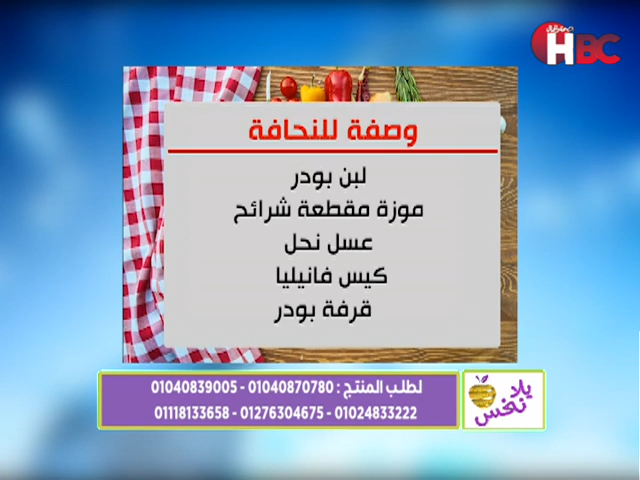 HBC
وصفة للنحافة
لبن بودر
موزة مقطعة شرائح
عسل نحل
كيس فانيليا
قرفة بودر
لطلب المنتج : 01040870780 - 01040839005
01024833222 - 01276304675 - 01118133658
يلا نخس